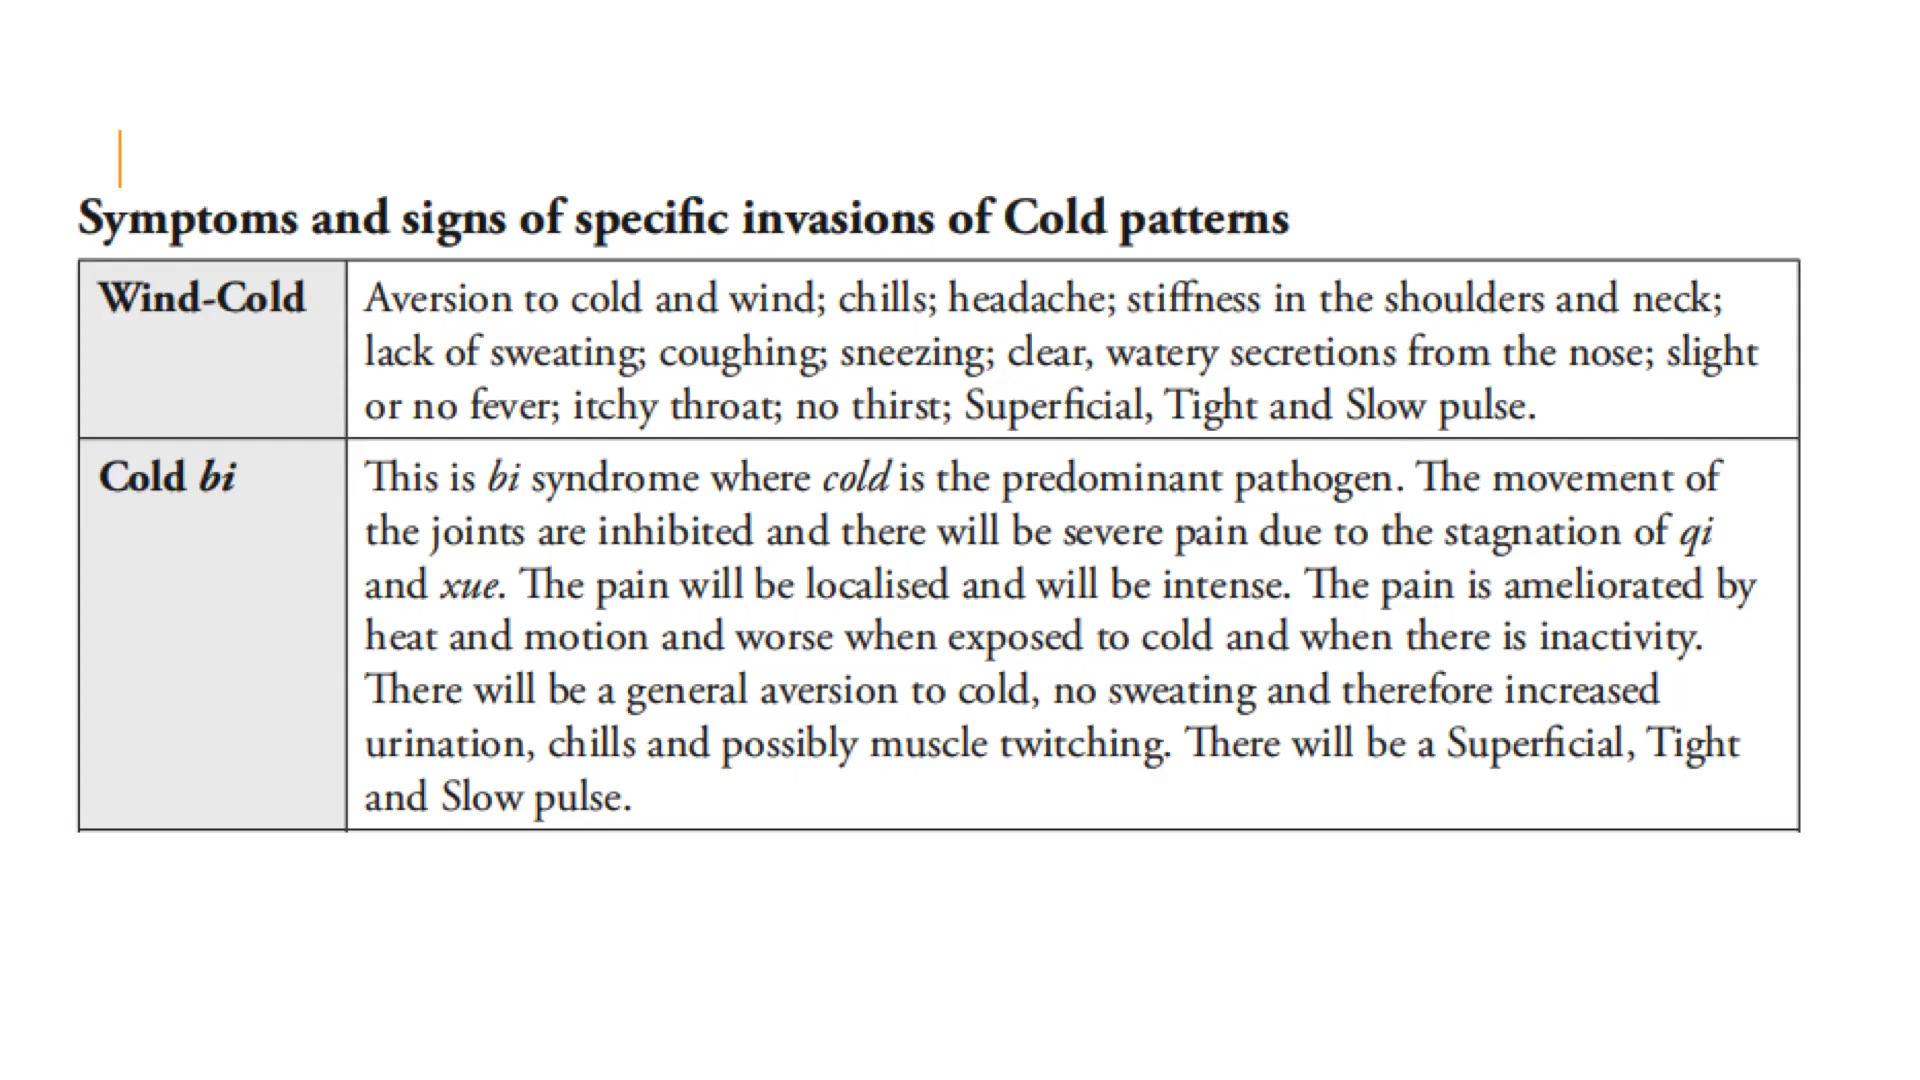 Symptoms and signs of specific invasions of Cold patterns
Wind-Cold
Aversion to cold and wind; chills; headache; stiffness in the shoulders and neck;
lack of sweating; coughing; sneezing; clear, watery secretions from the nose; slight
or no fever; itchy throat; no thirst; Superficial, Tight and Slow pulse.
Cold bi
This is bi syndrome where cold is the predominant pathogen. The movement of
the joints are inhibited and there will be severe pain due to the stagnation of qi
and xue. The pain will be localised and will be intense. The pain is ameliorated by
heat and motion and worse when exposed to cold and when there is inactivity.
There will be a general aversion to cold, no sweating and therefore increased
urination, chills and possibly muscle twitching. There will be a Superficial, Tight
and Slow pulse.